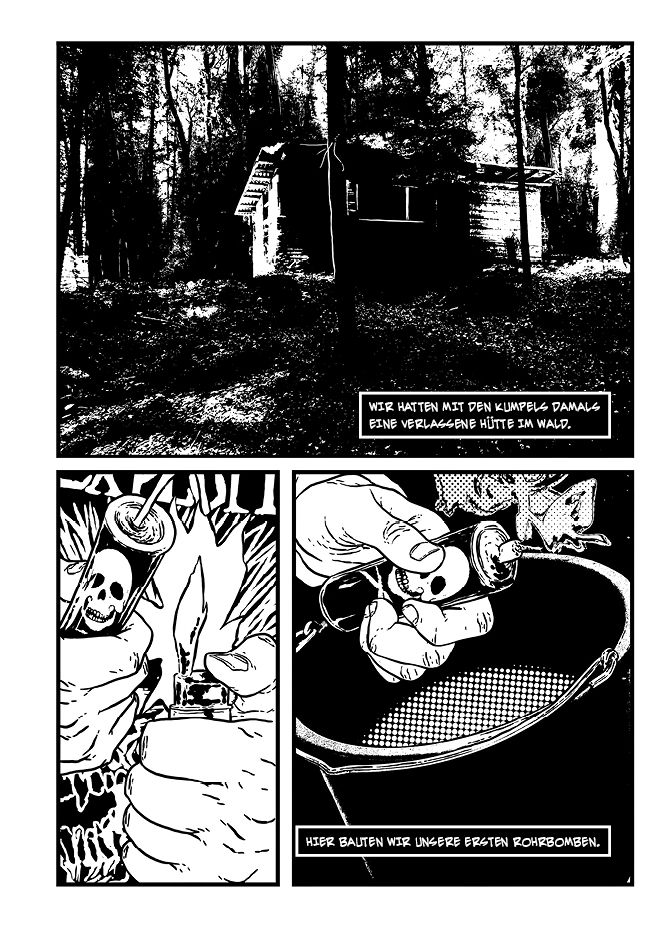 WIR HATTEN MIT DEN KUMPELS DAMALS
EINE VERLASSENE HÜTTE IM WALD.
HIER BAUTEN WIR UNSERE ERSTEN ROHRBOMBEN.